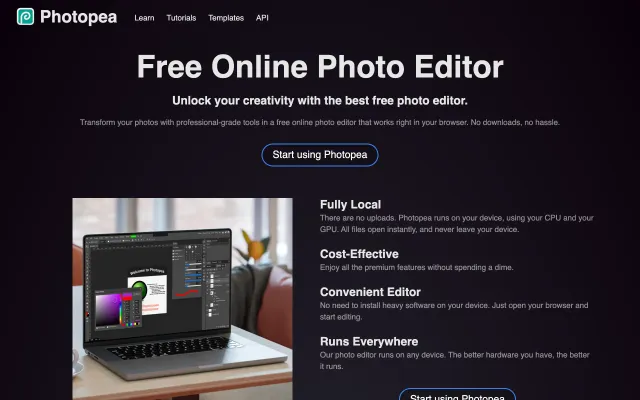 Photopea
Learn
Tutorials
Templates
API
Free Online Photo Editor
Unlock your creativity with the best free photo editor.
Transform your photos with professional-grade tools in a free online photo editor that works right in your browser. No downloads, no hassle.
Start using Photopea
Fully Local
There are no uploads. Photopea runs on your device, using your CPU and your
GPU. All files open instantly, and never leave your device.
Cost-Effective
Enjoy all the premium features without spending a dime.
Convenient Editor
No need to install heavy software on your device. Just open your browser and
start editing.
Runs Everywhere
Our photo editor runs on any device. The better hardware you have, the better
it runs.
Start using Photopea
Welcome to Photopea